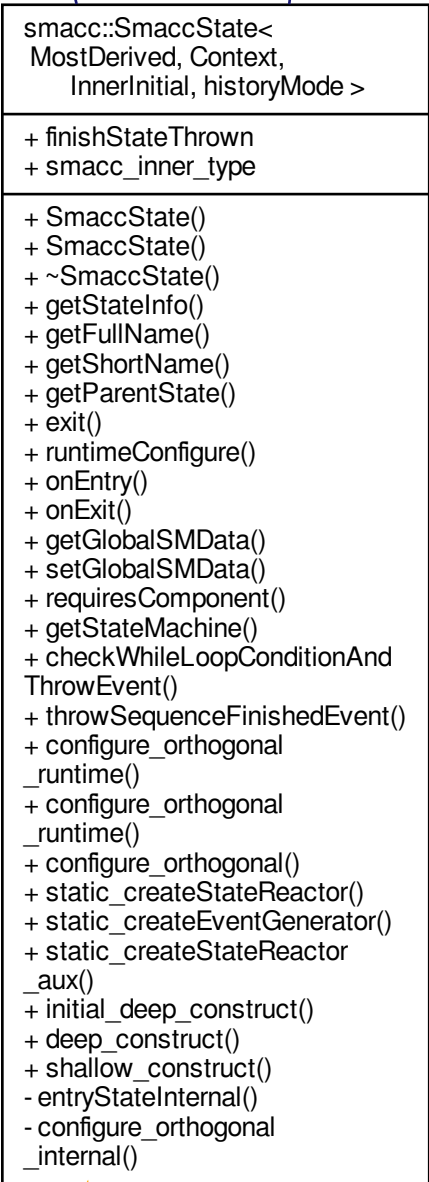 smacc::SmaccState<
MostDerived, Context,
InnerInitial, historyMode >
+ finishStateThrown
+ smacc_inner_type
+ SmaccState()
+ SmaccState()
+ ~SmaccState()
+ getStateInfo()
+ getFullName()
+ getShortName()
+ getParentState()
+ exit()
+ runtimeConfigure()
+ onEntry()
+ onExit()
+ getGlobalSMData()
+ setGlobalSMData()
+ requiresComponent()
+ getStateMachine()
+ checkWhileLoopConditionAnd
ThrowEvent()
+ throwSequenceFinishedEvent()
+ configure_orthogonal
_runtime()
+ configure_orthogonal
_runtime()
+ configure_orthogonal()
+ static_createStateReactor()
+ static_createEventGenerator()
+ static_createStateReactor
_aux()
+ initial_deep_construct()
+ deep_construct()
+ shallow_construct()
- entryStateInternal()
- configure_orthogonal
_internal()